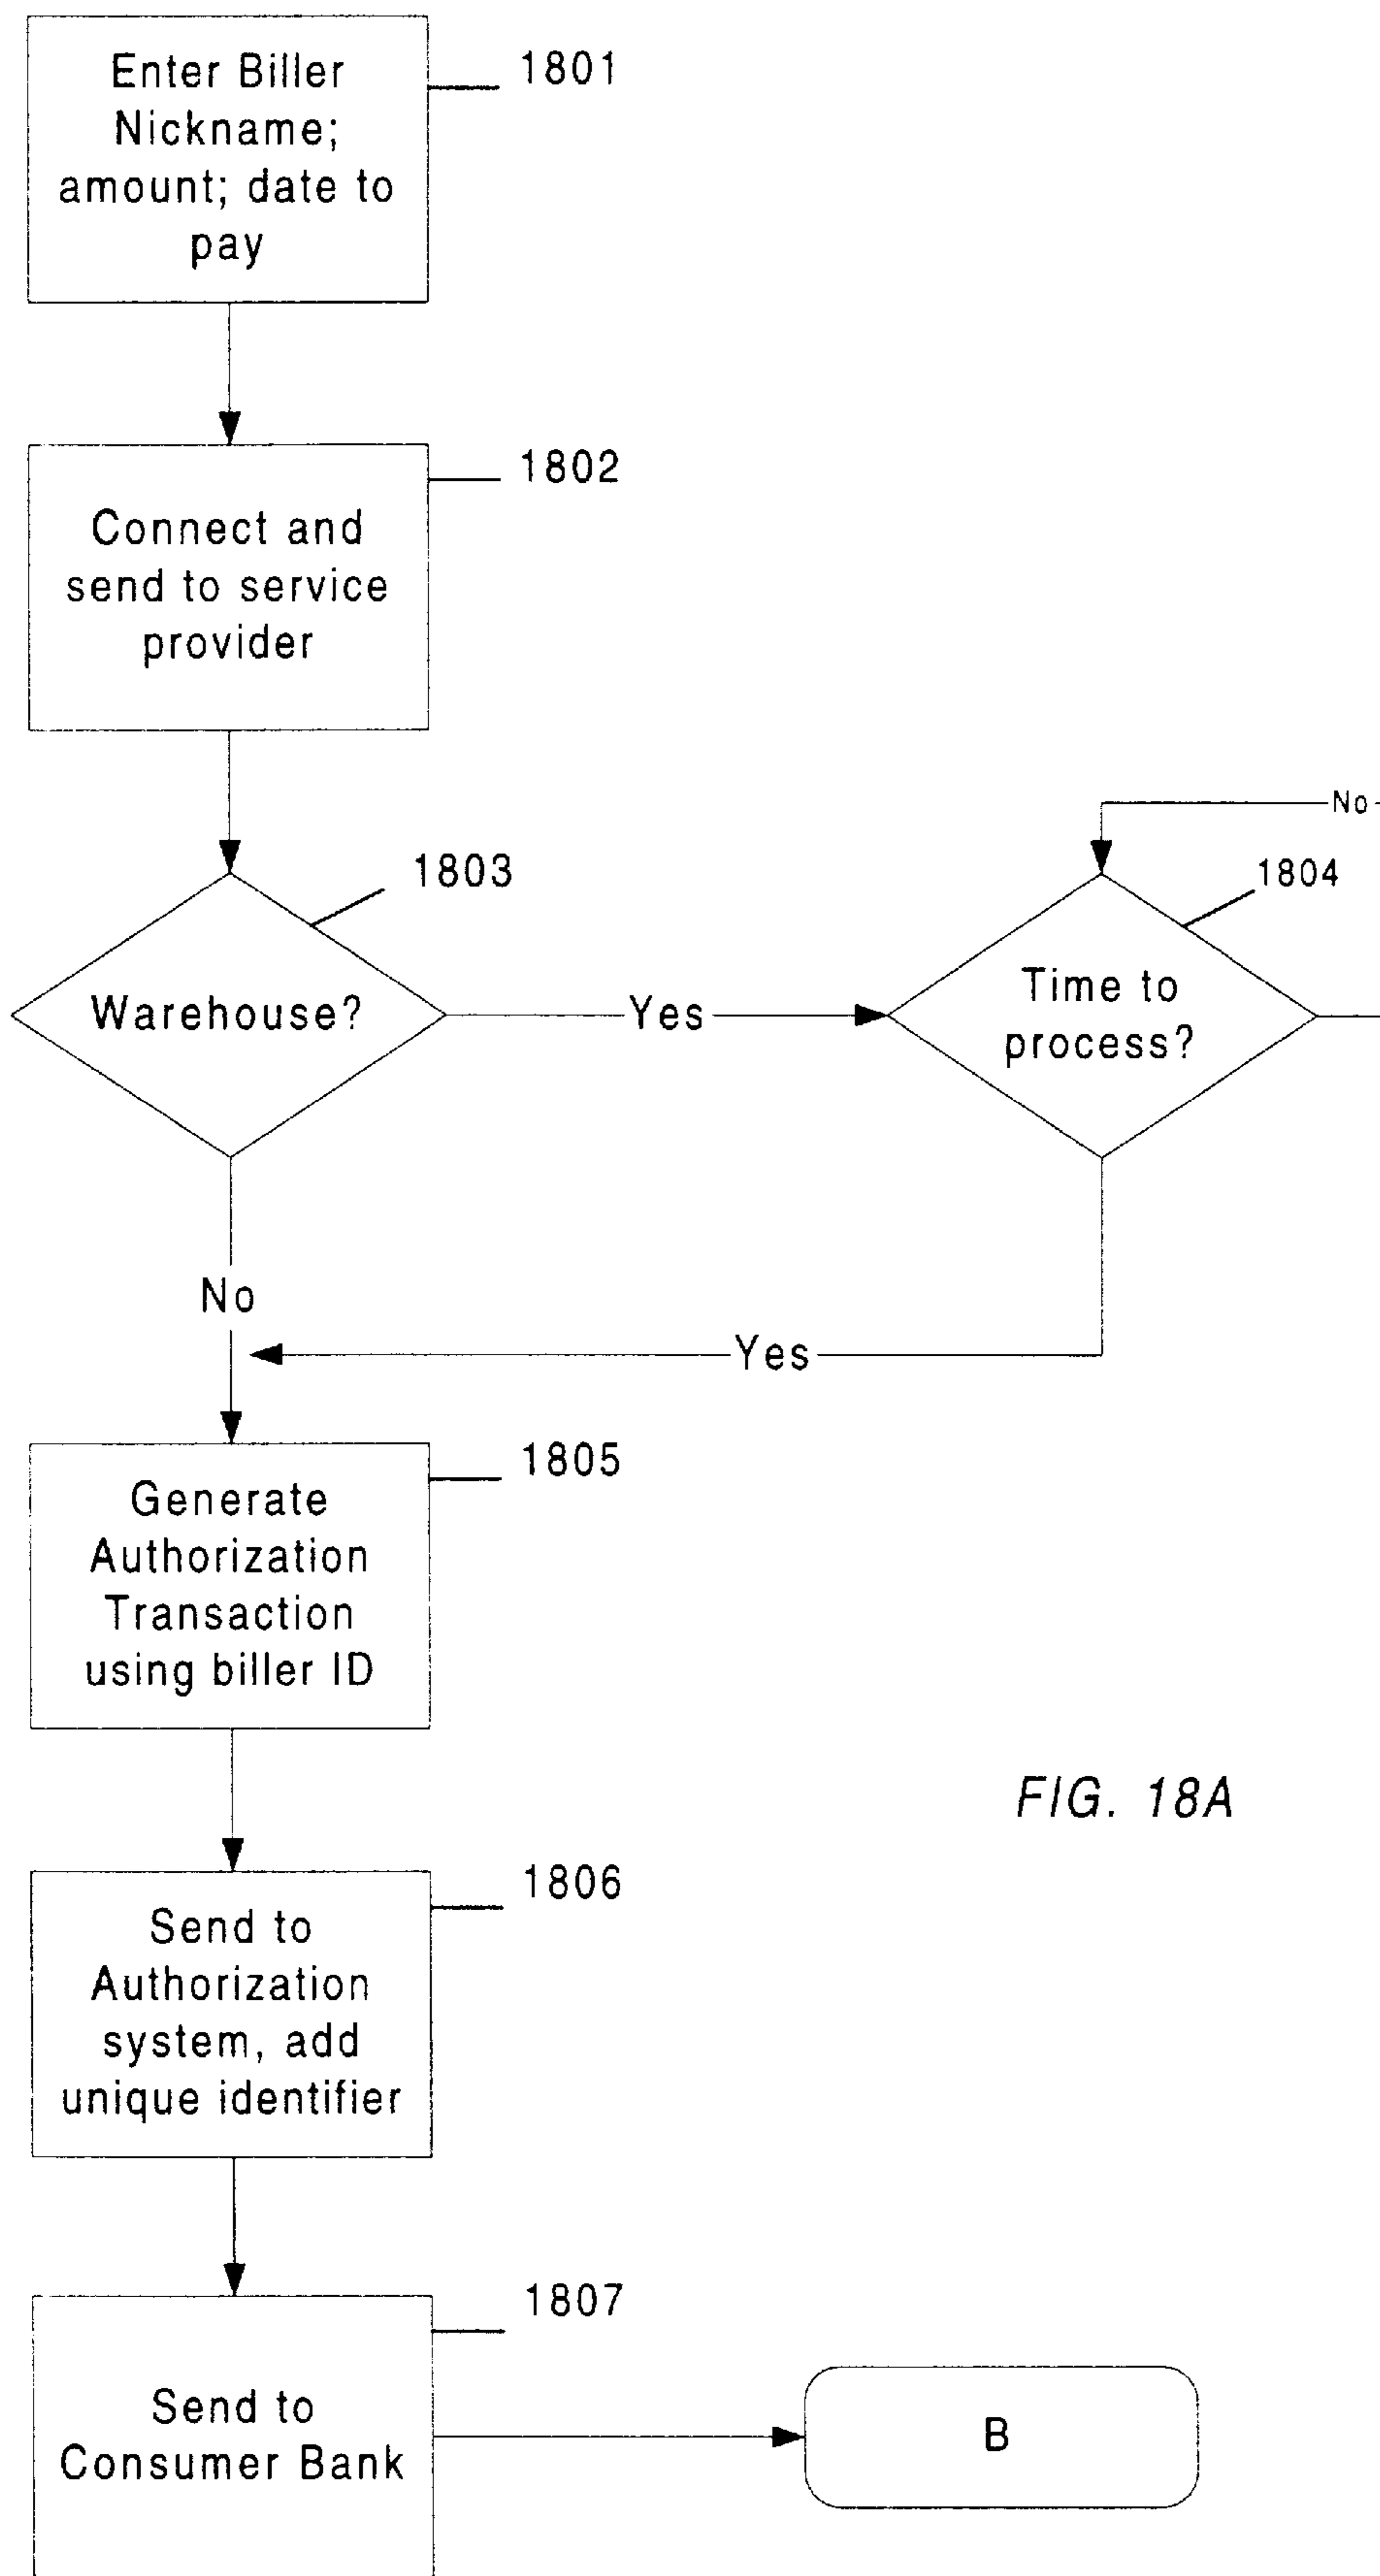 Enter Biller
Nickname;
amount; date to
pay
1801
Connect and
send to service
provider
1802
No
1803
Warehouse?
Yes
1804
Time to
process?
No
Yes
1805
Generate
Authorization
Transaction
using biller ID
FIG. 18A
1806
Send to
Authorization
system, add
unique identifier
1807
Send to
Consumer Bank
B